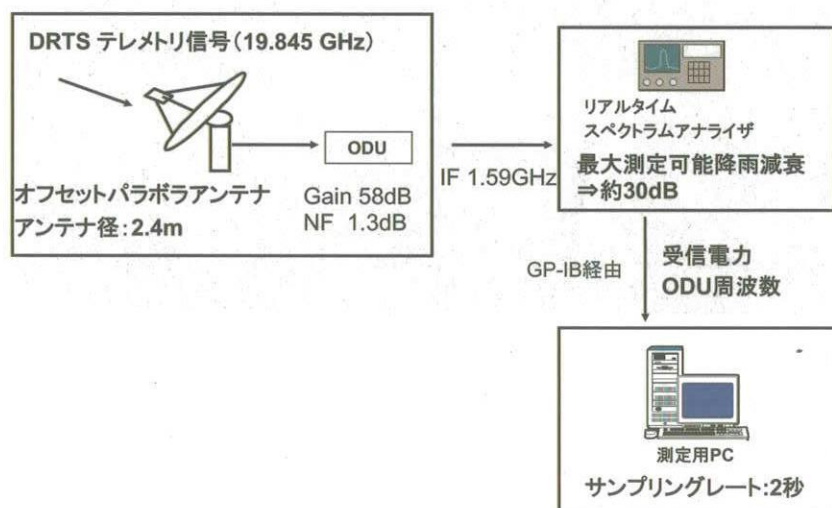 DRTS テレメトリ信号(19.845 GHz)
ODU
オフセットパラボラアンテナ
アンテナ径:2.4m
Gain 58dB
NF 1.3dB
IF 1.59GHz
リアルタイム
スペクトラムアナライザ
最大測定可能降雨減衰
⇒約30dB
GP-IB経由
受信電力
ODU周波数
測定用PC
サンプリングレート:2秒